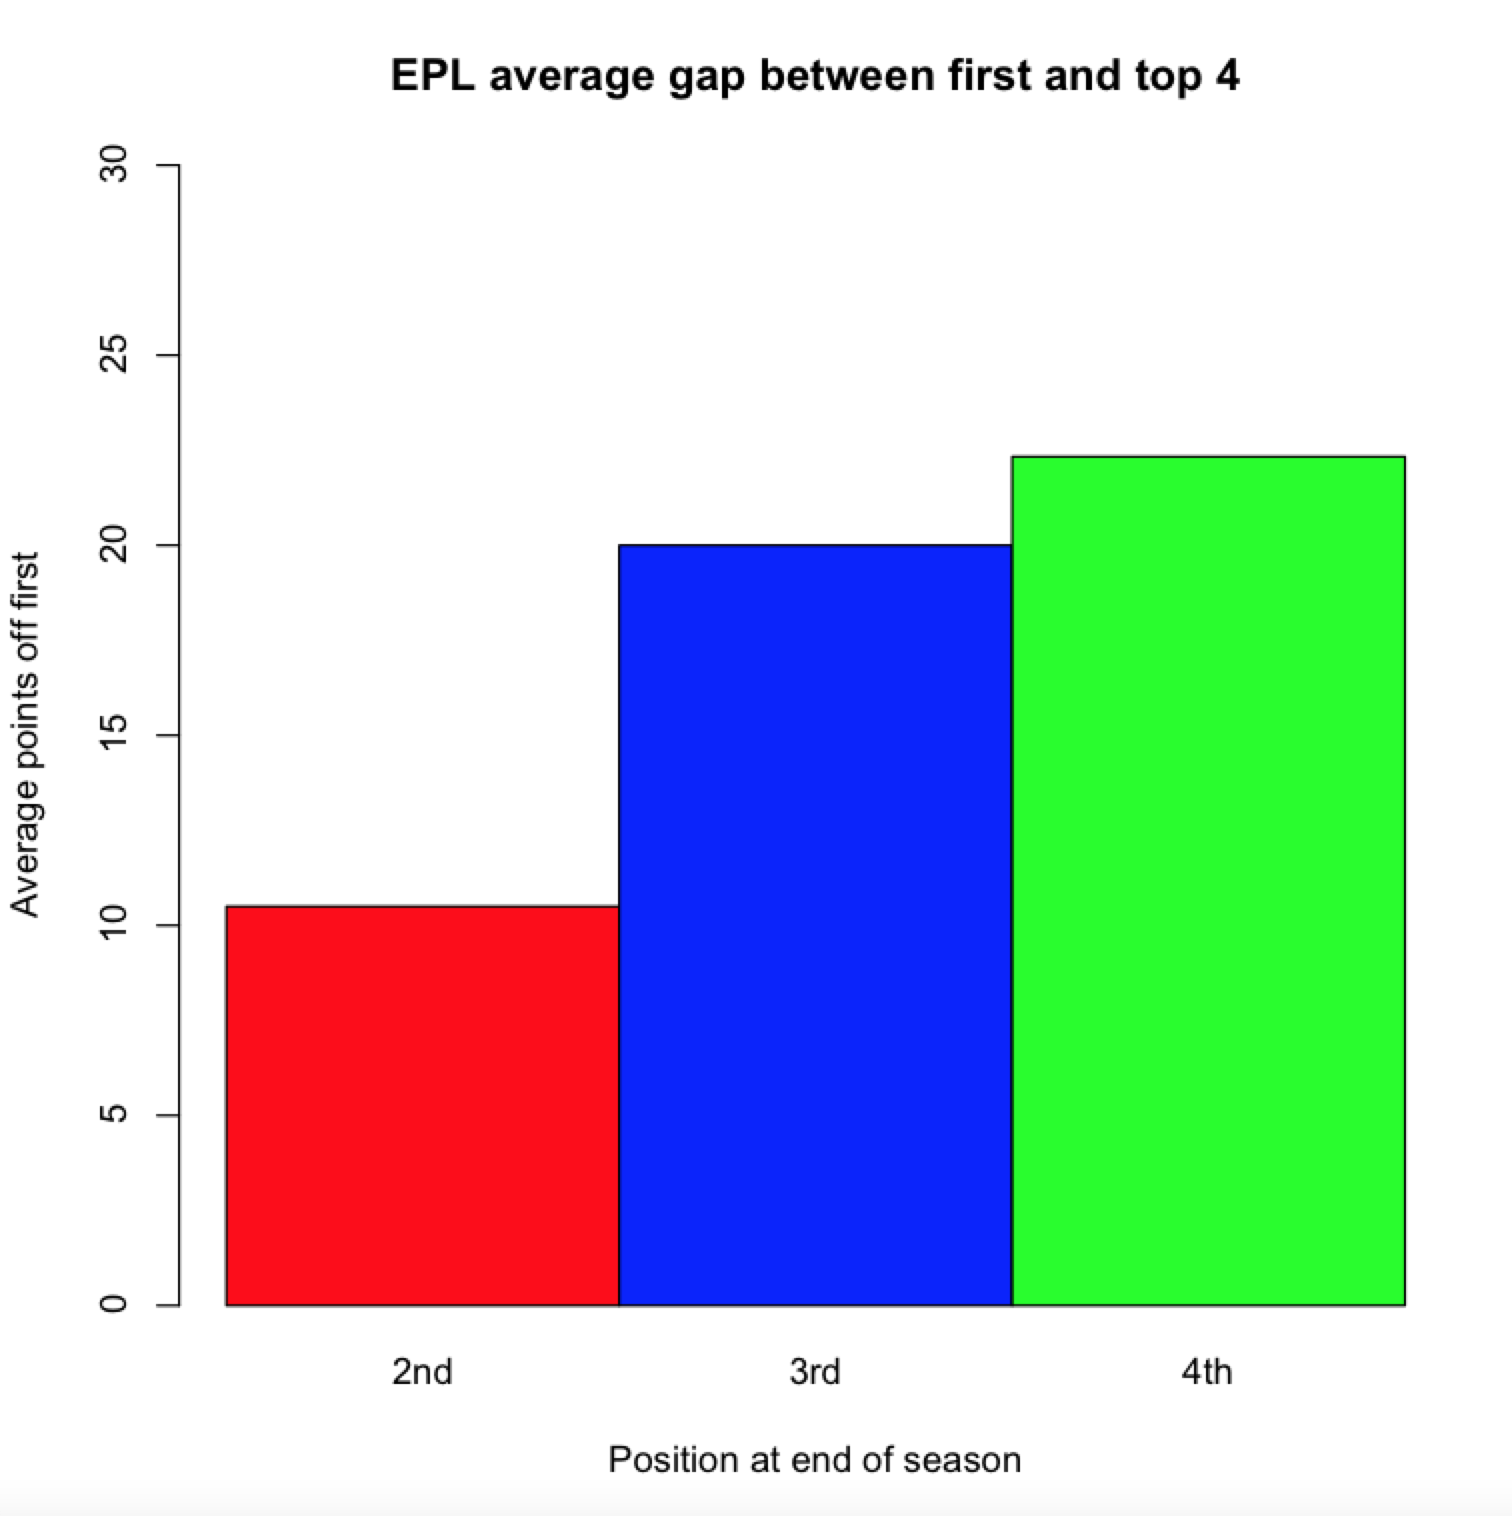 EPL average gap between first and top 4
30
25
20
15
10
5
0
Average points off first
2nd
3rd
4th
Position at end of season